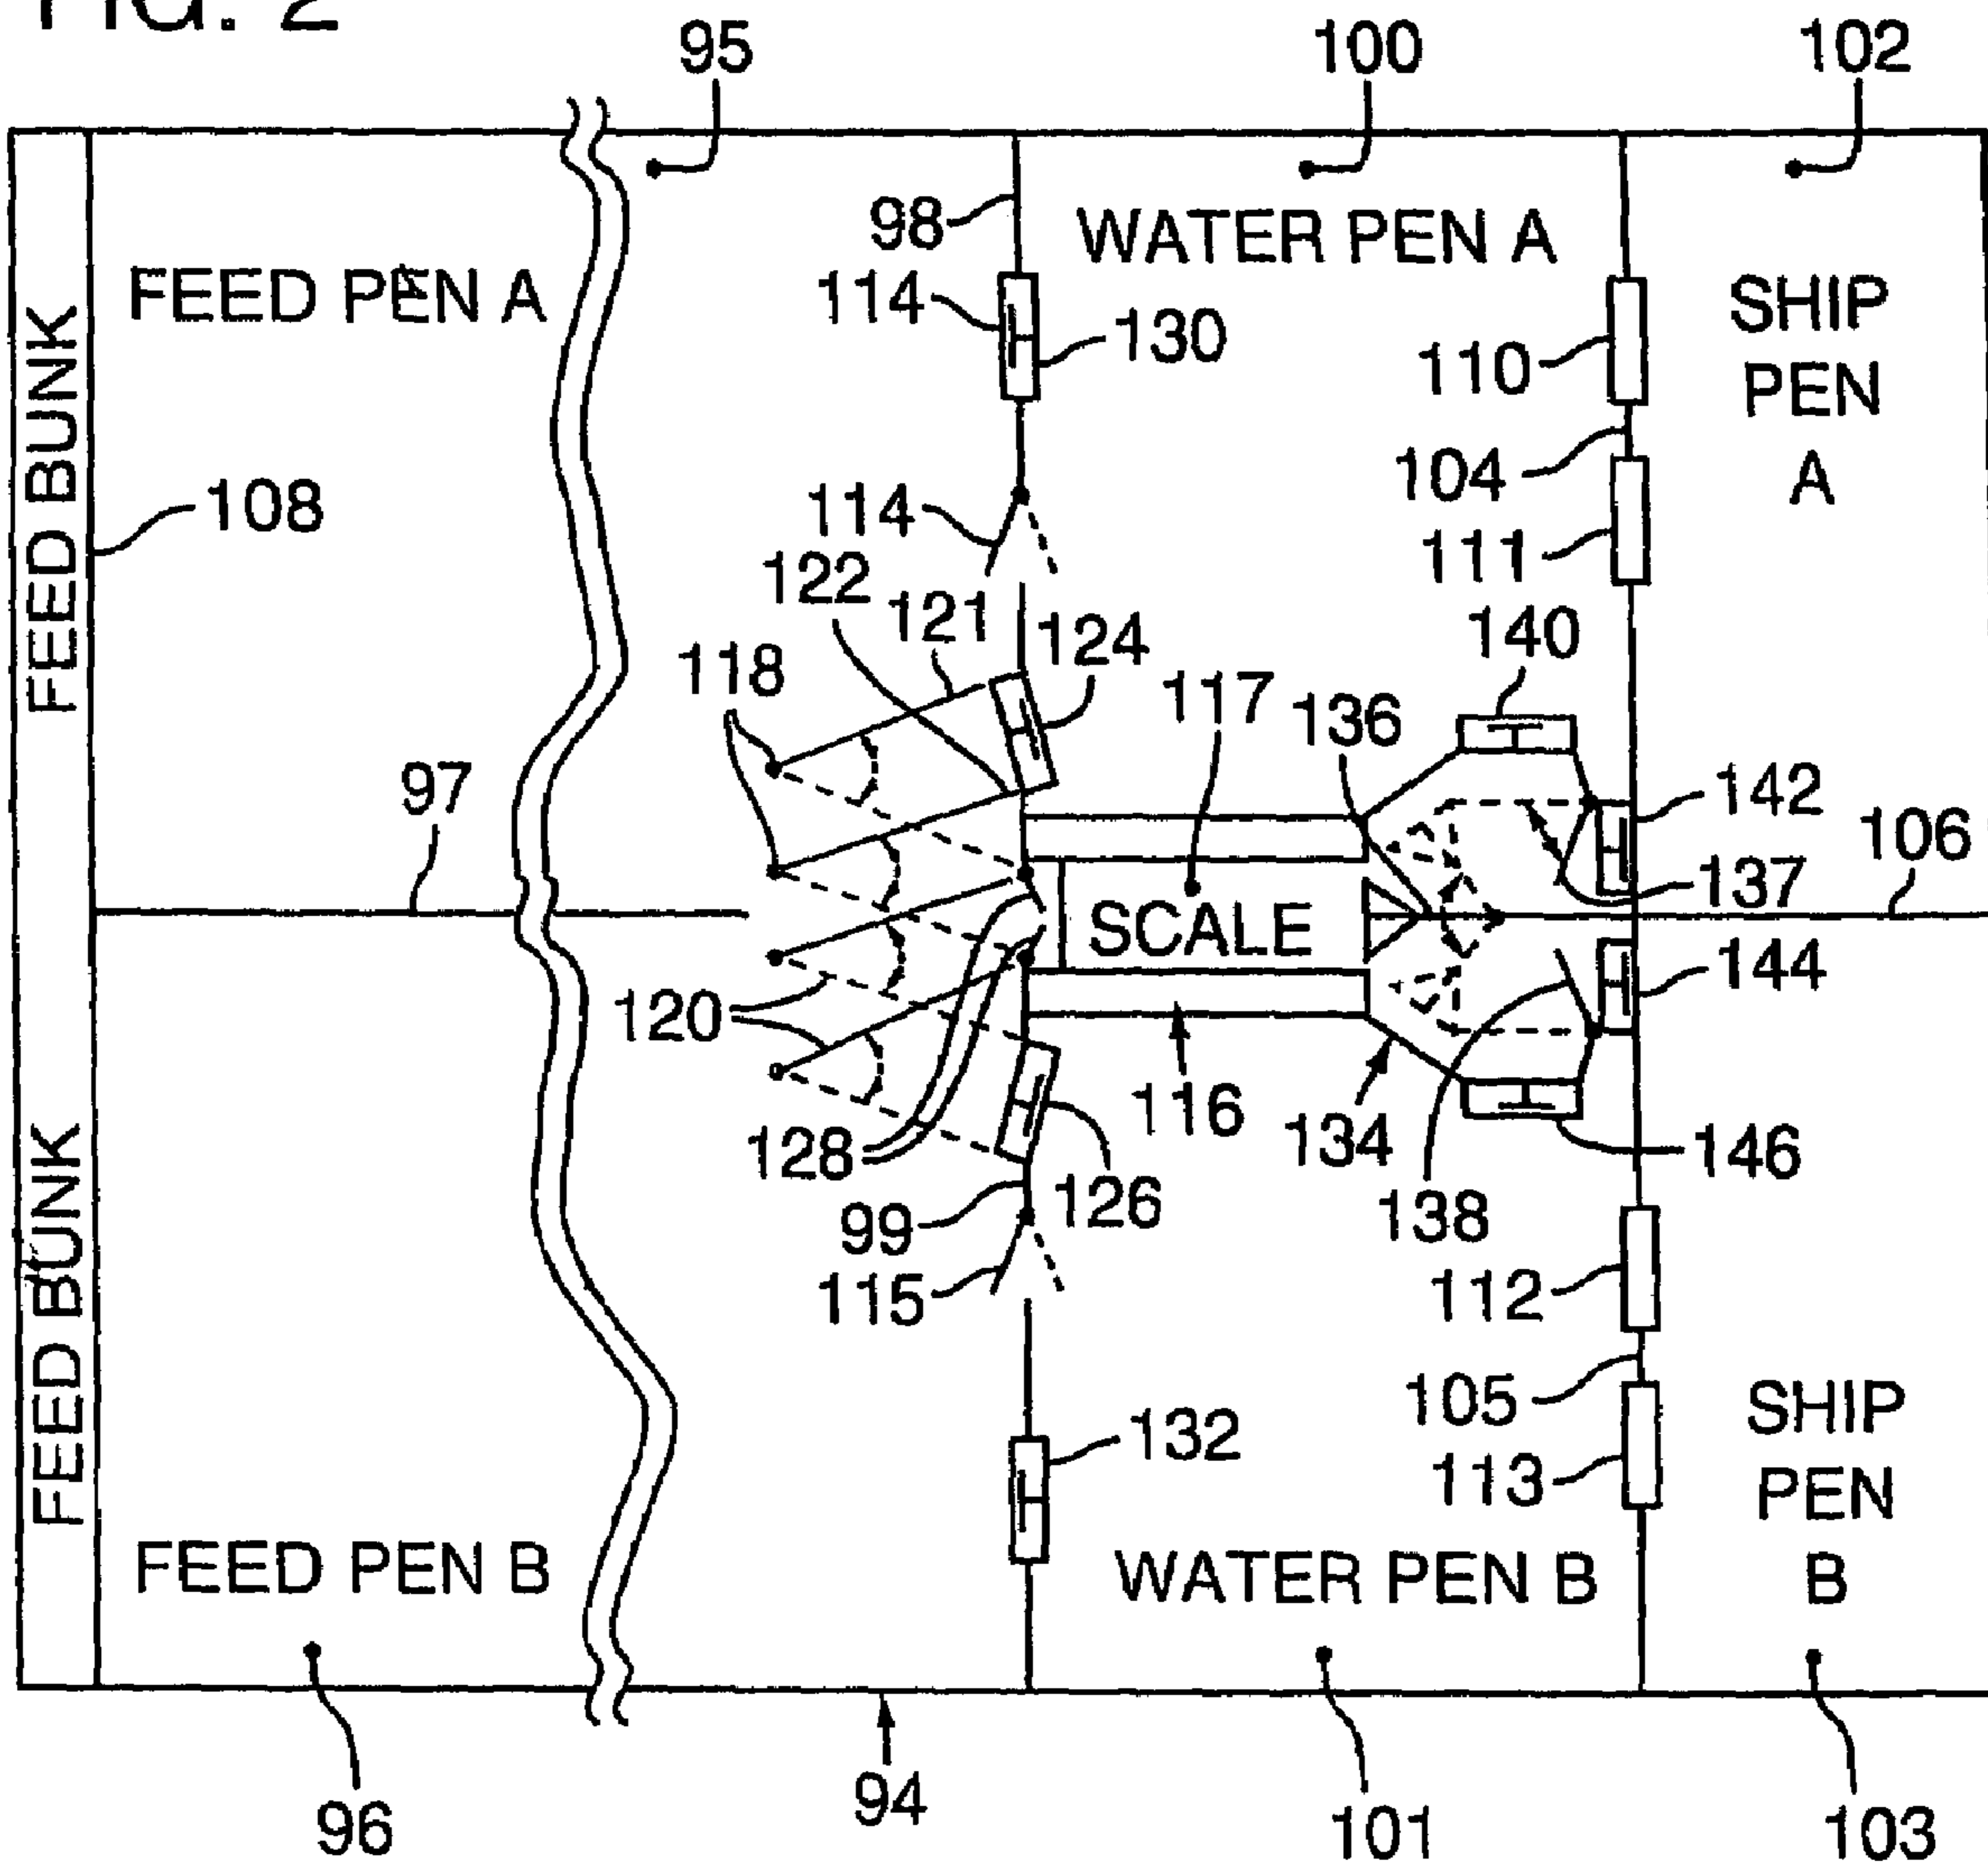 FIG. 2
95
100
102
98
WATER PEN A
FEED PEN A
114
130
SHIP
PEN
A
110
104
111
FEED BUNK
108
114
122
121
124
140
118
117
136
142
97
106
137
SCALE
144
120
128
116
134
146
99
126
138
115
112
105
SHIP
PEN
B
132
113
FEED BUNK
FEED PEN B
WATER PEN B
96
94
101
103